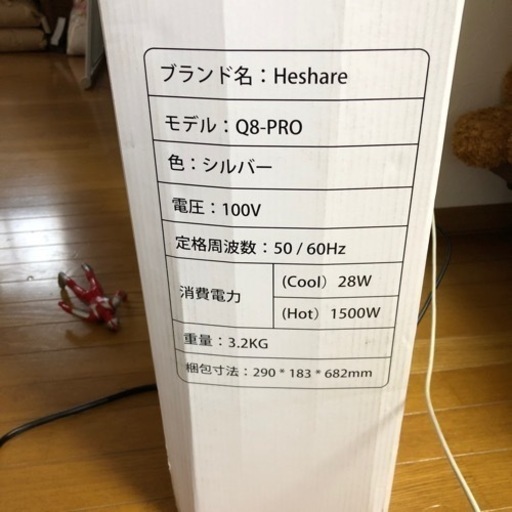 ブランド名：Heshare
モデル：Q8-PRO
色：シルバー
電圧：100V
定格周波数：50 / 60Hz
消費電力
(Cool）28W
(Hot）1500W
重量：3.2KG
梱包寸法：290 * 183 * 682mm